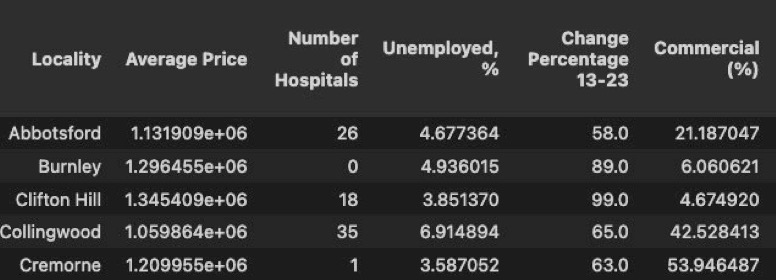 Locality Average Price Number of Hospitals Unemployed, % Change Percentage 13-23 Commercial (%)
Abbotsford 1.131909e+06 26 4.677364 58.0 21.187047
Burnley 1.296455e+06 0 4.936015 89.0 6.060621
Clifton Hill 1.345409e+06 18 3.851370 99.0 4.674920
Collingwood 1.059864e+06 35 6.914894 65.0 42.528413
Cremorne 1.209955e+06 1 3.587052 63.0 53.946487